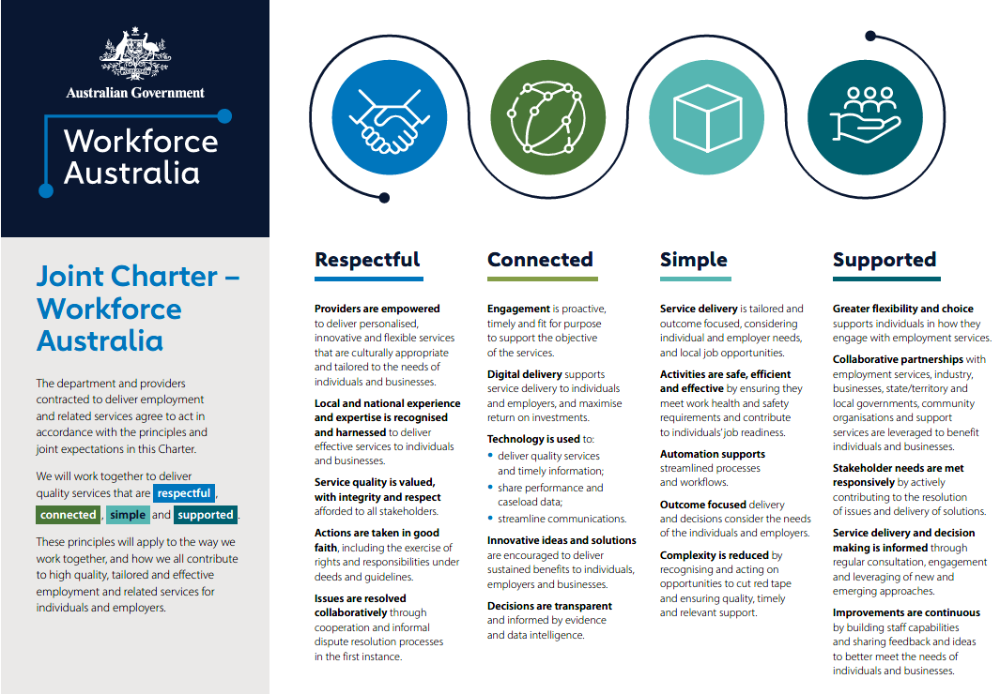 Australian Government
Workforce
Australia
Joint Charter –
Workforce
Australia
The department and providers
contracted to deliver employment
and related services agree to act in
accordance with the principles and
joint expectations in this Charter.
We will work together to deliver
quality services that are respectful,
connected, simple and supported.
These principles will apply to the way we
work together, and how we all contribute
to high quality, tailored and effective
employment and related services for
individuals and employers.
Respectful
Providers are empowered
to deliver personalised,
innovative and flexible services
that are culturally appropriate
and tailored to the needs of
individuals and businesses.
Local and national experience
and expertise is recognised
and harnessed to deliver
effective services to individuals
and businesses.
Service quality is valued,
with integrity and respect
afforded to all stakeholders.
Actions are taken in good
faith, including the exercise of
rights and responsibilities under
deeds and guidelines.
Issues are resolved
collaboratively through
cooperation and informal
dispute resolution processes
in the first instance.
Connected
Engagement is proactive,
timely and fit for purpose
to support the objective
of the services.
Digital delivery supports
service delivery to individuals
and employers, and maximise
return on investments.
Technology is used to:
• deliver quality services
and timely information;
• share performance and
caseload data;
• streamline communications.
Innovative ideas and solutions
are encouraged to deliver
sustained benefits to individuals,
employers and businesses.
Decisions are transparent
and informed by evidence
and data intelligence.
Simple
Service delivery is tailored and
outcome focused, considering
individual and employer needs,
and local job opportunities.
Activities are safe, efficient
and effective by ensuring they
meet work health and safety
requirements and contribute
to individuals' job readiness.
Automation supports
streamlined processes
and workflows.
Outcome focused delivery
and decisions consider the needs
of the individuals and employers.
Complexity is reduced by
recognising and acting on
opportunities to cut red tape
and ensuring quality, timely
and relevant support.
Supported
Greater flexibility and choice
supports individuals in how they
engage with employment services.
Collaborative partnerships with
employment services, industry,
businesses, state/territory and
local governments, community
organisations and support
services are leveraged to benefit
individuals and businesses.
Stakeholder needs are met
responsively by actively
contributing to the resolution
of issues and delivery of solutions.
Service delivery and decision
making is informed through
regular consultation, engagement
and leveraging of new and
emerging approaches.
Improvements are continuous
by building staff capabilities
and sharing feedback and ideas
to better meet the needs of
individuals and businesses.